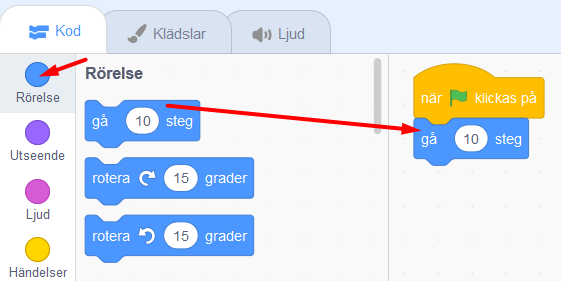 Kod
Klädslar
Ljud
Rörelse
Utseende
Ljud
Händelser
Rörelse
gå 10 steg
rotera 15 grader
rotera 15 grader
när klickas på
gå 10 steg